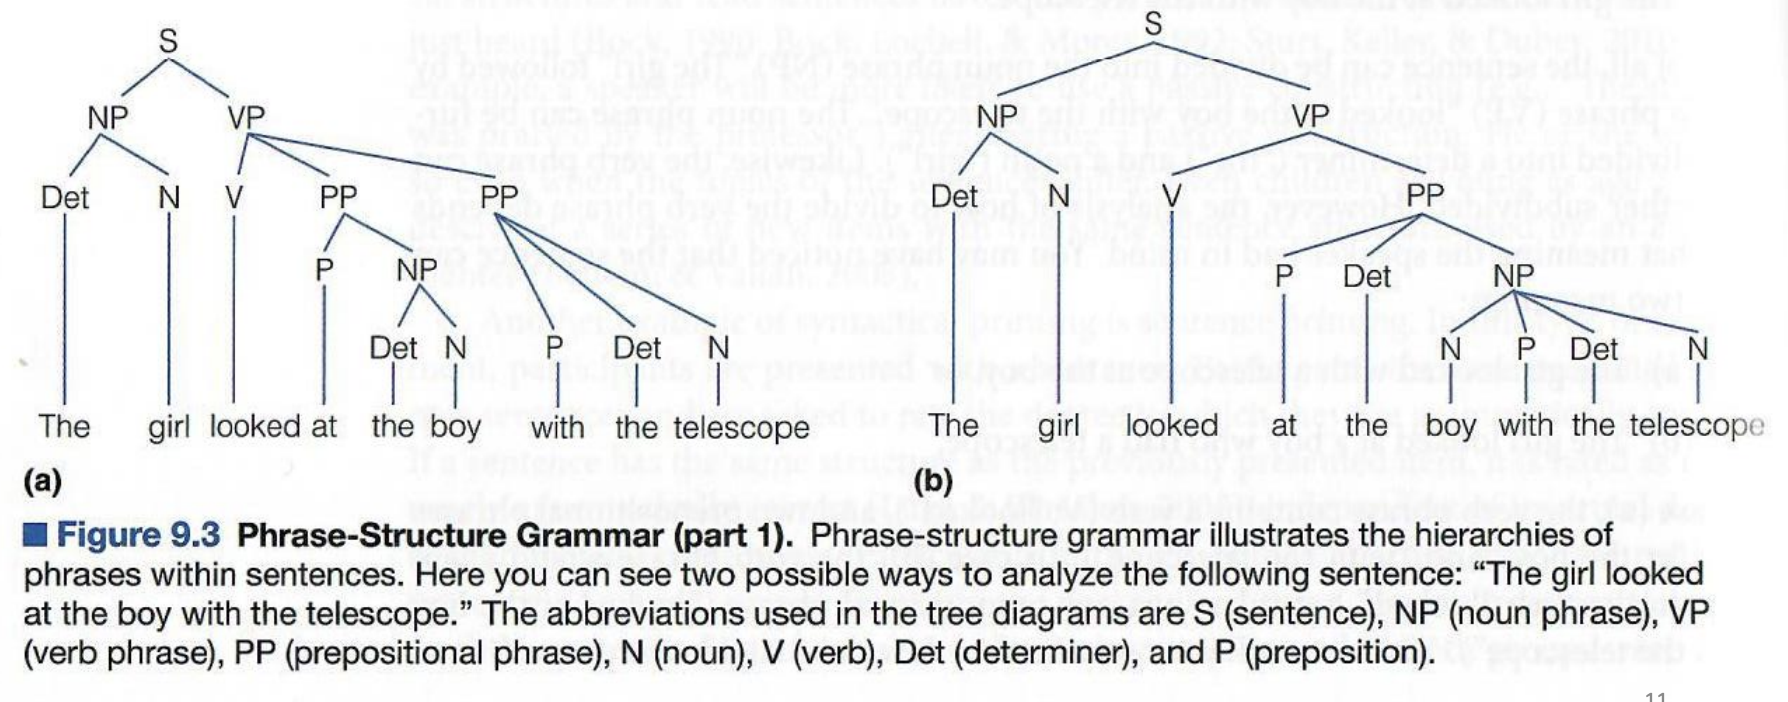 S
S
NP VP
NP VP
Det N V PP PP
Det N V PP
P NP
P Det NP
Det N P Det N
N P Det N
The girl looked at the boy with the telescope
The girl looked at the boy with the telescope
(a)
(b)
Figure 9.3 Phrase-Structure Grammar (part 1). Phrase-structure grammar illustrates the hierarchies of
phrases within sentences. Here you can see two possible ways to analyze the following sentence: “The girl looked
at the boy with the telescope.” The abbreviations used in the tree diagrams are S (sentence), NP (noun phrase), VP
(verb phrase), PP (prepositional phrase), N (noun), V (verb), Det (determiner), and P (preposition).
11